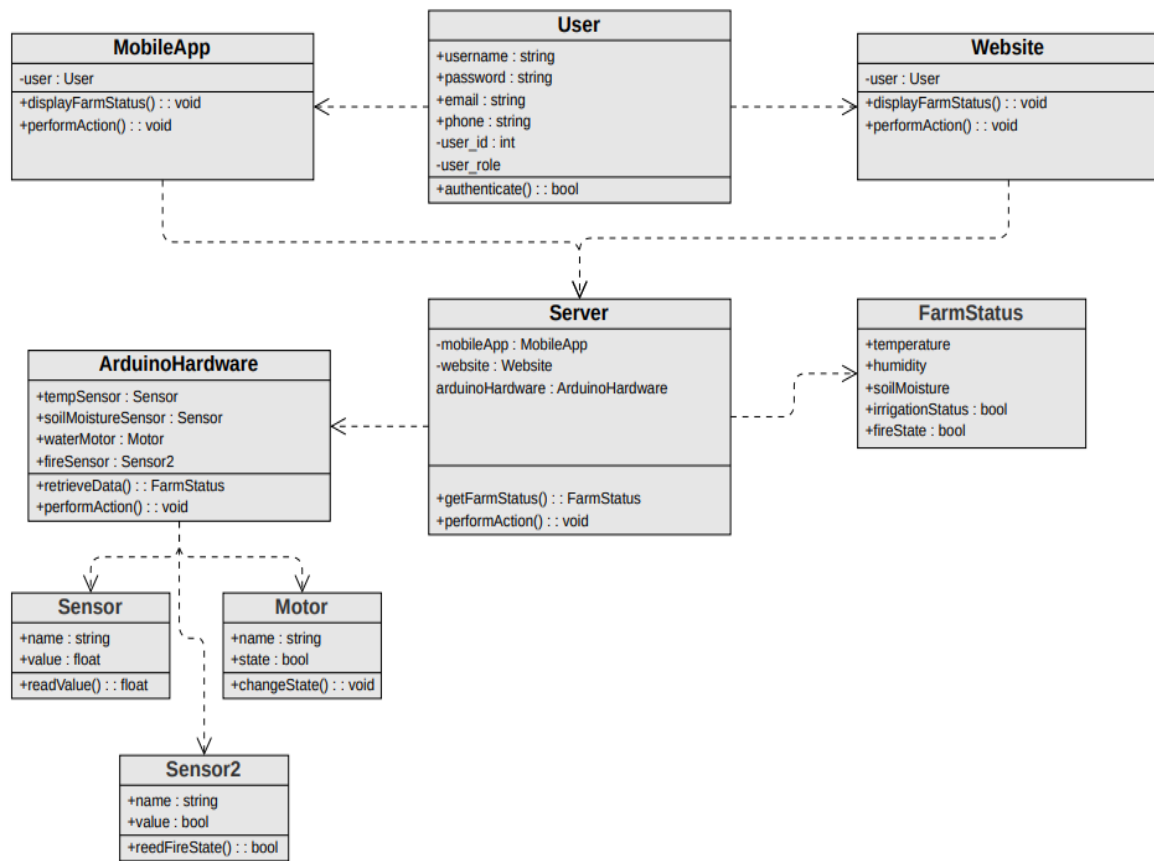 MobileApp
-user : User
+displayFarmStatus() : : void
+performAction() : : void
User
+username : string
+password : string
+email : string
+phone : string
-user_id : int
-user_role
+authenticate() : : bool
Website
-user : User
+displayFarmStatus() : : void
+performAction() : : void
Server
-mobileApp : MobileApp
-website : Website
arduinoHardware : ArduinoHardware
+getFarmStatus() : : FarmStatus
+performAction() : : void
FarmStatus
+temperature
+humidity
+soilMoisture
+irrigationStatus : bool
+fireState : bool
ArduinoHardware
+tempSensor : Sensor
+soilMoistureSensor : Sensor
+waterMotor : Motor
+fireSensor : Sensor2
+retrieveData() : : FarmStatus
+performAction() : : void
Sensor
+name : string
+value : float
+readValue() : : float
Motor
+name : string
+state : bool
+changeState() : : void
Sensor2
+name : string
+value : bool
+reedFireState() : : bool